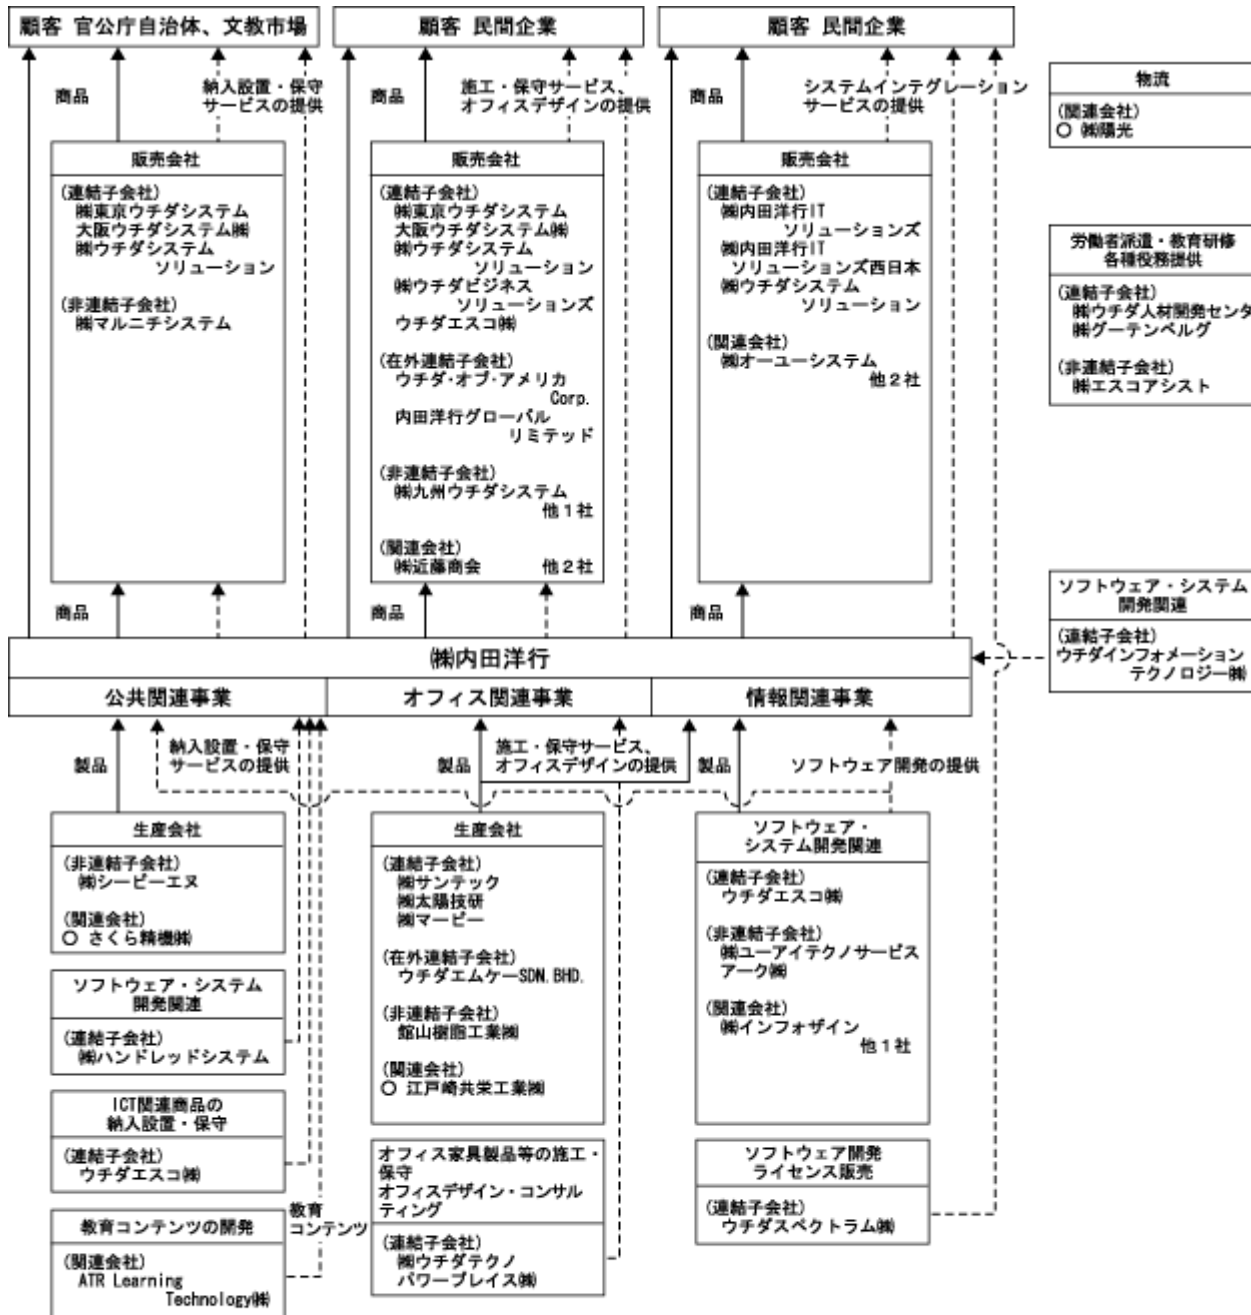 顧客 官公庁自治体、文教市場
顧客 民間企業
顧客 民間企業
商品
納入設置・保守
サービスの提供
商品
施工・保守サービス、
オフィスデザインの提供
商品
システムインテグレーション
サービスの提供
物流
(関連会社)
○ ㈱陽光
販売会社
(連結子会社)
㈱東京ウチダシステム
大阪ウチダシステム㈱
㈱ウチダシステム
ソリューション
(非連結子会社)
㈱マルニチシステム
販売会社
(連結子会社)
㈱東京ウチダシステム
大阪ウチダシステム㈱
㈱ウチダシステム
ソリューション
㈱ウチダビジネス
ソリューションズ
ウチダエスコ㈱
(在外連結子会社)
ウチダ・オブ・アメリカ
Corp.
内田洋行グローバル
リミテッド
(非連結子会社)
㈱九州ウチダシステム
他1社
(関連会社)
㈱近藤商会 他2社
販売会社
(連結子会社)
㈱内田洋行IT
ソリューションズ
㈱内田洋行IT
ソリューションズ西日本
㈱ウチダシステム
ソリューション
(関連会社)
㈱オーユーシステム
他2社
労働者派遣・教育研修
各種役務提供
(連結子会社)
㈱ウチダ人材開発センタ
㈱グーテンベルグ
(非連結子会社)
㈱エスコアシスト
商品
商品
商品
ソフトウェア・システム
開発関連
(連結子会社)
ウチダインフォメーション
テクノロジー㈱
㈱内田洋行
公共関連事業
オフィス関連事業
情報関連事業
製品
納入設置・保守
サービスの提供
製品
施工・保守サービス、
オフィスデザインの提供
製品
ソフトウェア開発の提供
生産会社
(非連結子会社)
㈱シービーエヌ
(関連会社)
○ さくら精機㈱
ソフトウェア・システム
開発関連
(連結子会社)
㈱ハンドレッドシステム
ICT関連商品の
納入設置・保守
(連結子会社)
ウチダエスコ㈱
教育コンテンツの開発
(関連会社)
ATR Learning
Technology㈱
教育
コンテンツ
生産会社
(連結子会社)
㈱サンテック
㈱太陽技研
㈱マービー
(在外連結子会社)
ウチダエムケーSDN.BHD.
(非連結子会社)
館山樹脂工業㈱
(関連会社)
○ 江戸崎共栄工業㈱
オフィス家具製品等の施工・
保守
オフィスデザイン・コンサル
ティング
(連結子会社)
㈱ウチダテクノ
パワープレイス㈱
ソフトウェア・
システム開発関連
(連結子会社)
ウチダエスコ㈱
(非連結子会社)
㈱ユーアイテクノサービス
アーク㈱
(関連会社)
㈱インフォザイン
他1社
ソフトウェア開発
ライセンス販売
(連結子会社)
ウチダスペクトラム㈱